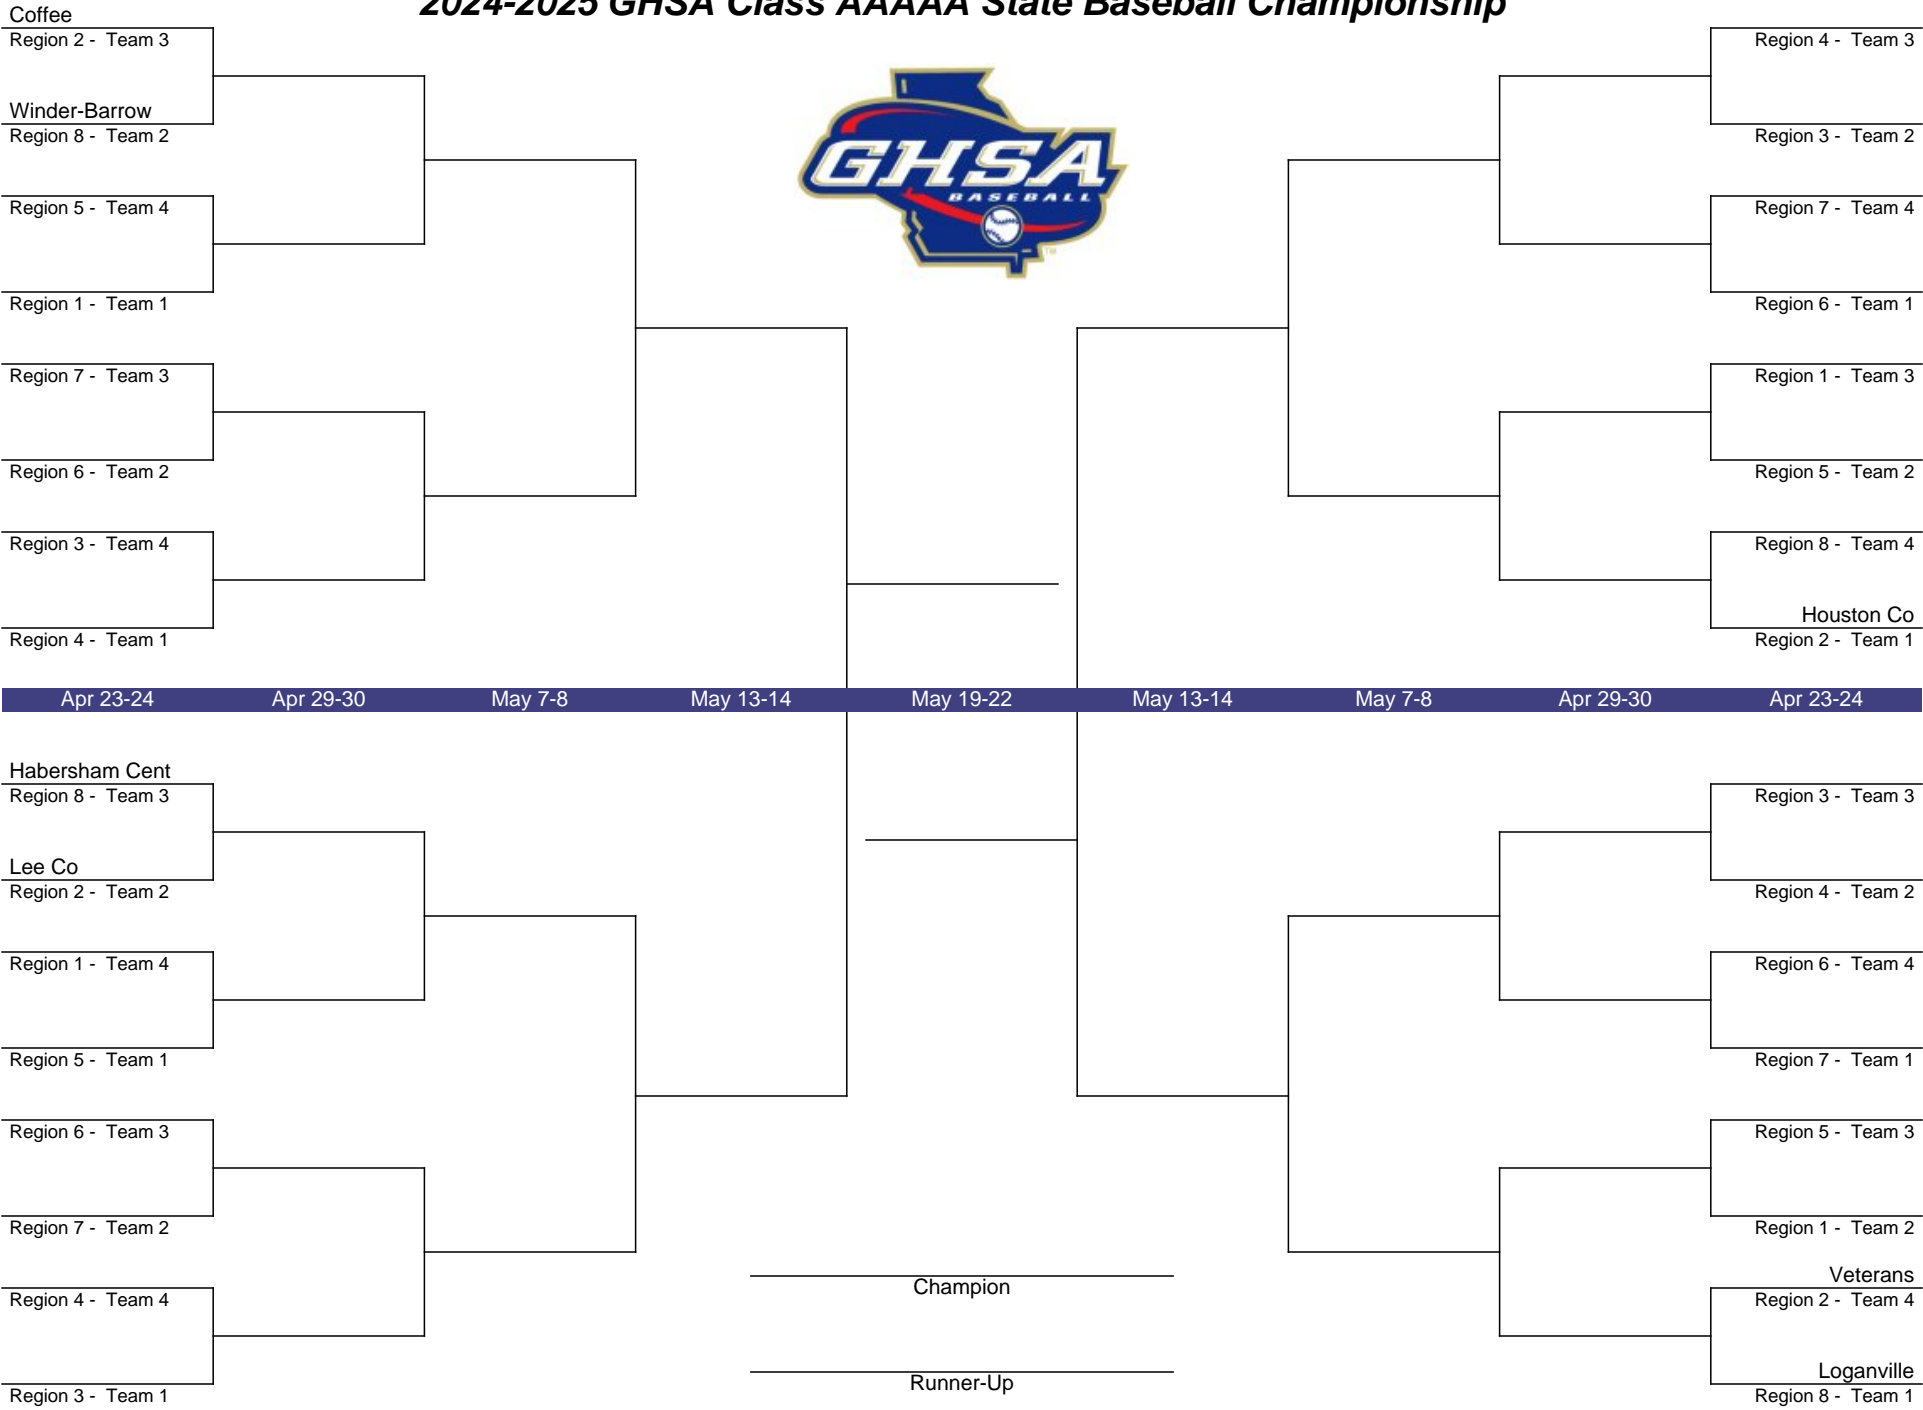 2024-2025 GHSA Class AAAAA State Baseball Championship
Coffee
Region 2 - Team 3
Winder-Barrow
Region 8 - Team 2
Region 5 - Team 4
Region 1 - Team 1
Region 7 - Team 3
Region 6 - Team 2
Region 3 - Team 4
Region 4 - Team 1
GHSA
BASEBALL
TM
Region 4 - Team 3
Region 3 - Team 2
Region 7 - Team 4
Region 6 - Team 1
Region 1 - Team 3
Region 5 - Team 2
Region 8 - Team 4
Houston Co
Region 2 - Team 1
Apr 23-24 Apr 29-30 May 7-8 May 13-14 May 19-22 May 13-14 May 7-8 Apr 29-30 Apr 23-24
Habersham Cent
Region 8 - Team 3
Lee Co
Region 2 - Team 2
Region 1 - Team 4
Region 5 - Team 1
Region 6 - Team 3
Region 7 - Team 2
Region 4 - Team 4
Region 3 - Team 1
Champion
Runner-Up
Region 3 - Team 3
Region 4 - Team 2
Region 6 - Team 4
Region 7 - Team 1
Region 5 - Team 3
Region 1 - Team 2
Veterans
Region 2 - Team 4
Loganville
Region 8 - Team 1